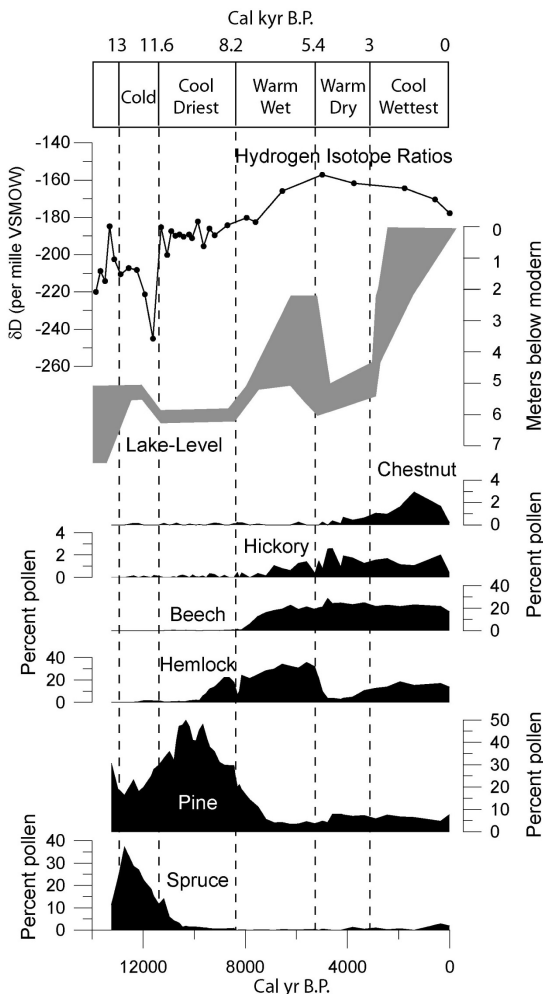 Cal kyr B.P.
13 11.6 8.2 5.4 3 0
Cold
Cool
Driest
Warm
Wet
Warm
Dry
Cool
Wettest
Hydrogen Isotope Ratios
δD (per mille VSMOW)
-140
-160
-180
-200
-220
-240
-260
Meters below modern
0
1
2
3
4
5
6
7
Lake-Level
Chestnut
4
2
0
Percent pollen
Hickory
4
2
0
Percent pollen
Beech
40
20
0
Hemlock
40
20
0
Pine
50
40
30
20
10
0
Percent pollen
Spruce
40
30
20
10
0
Percent pollen
12000 8000 4000 0
Cal yr B.P.